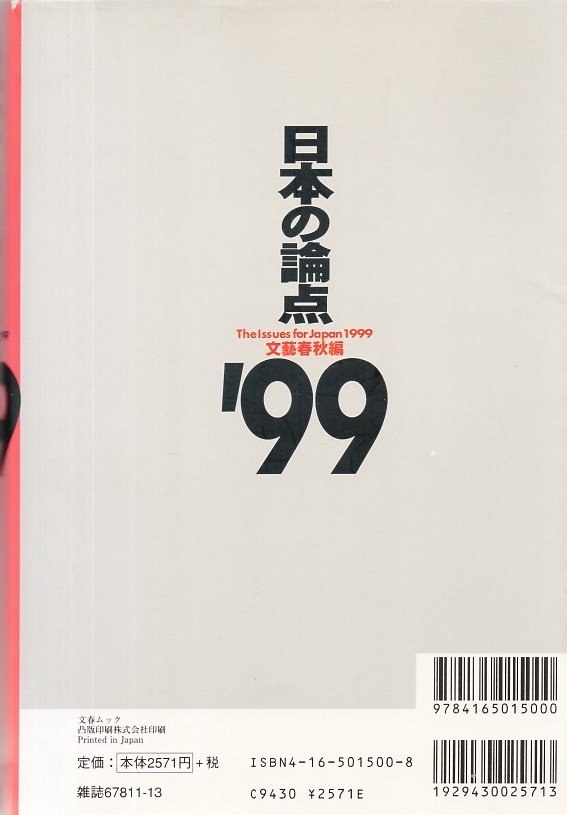 日本の論点
The Issues for Japan 1999
文藝春秋編
'99
9784165015000
文春ムック
凸版印刷株式会社印刷
Printed in Japan
定価：本体2571円+税
ISBN4-16-501500-8
雑誌67811-13
C9430 ¥2571E
1929430025713